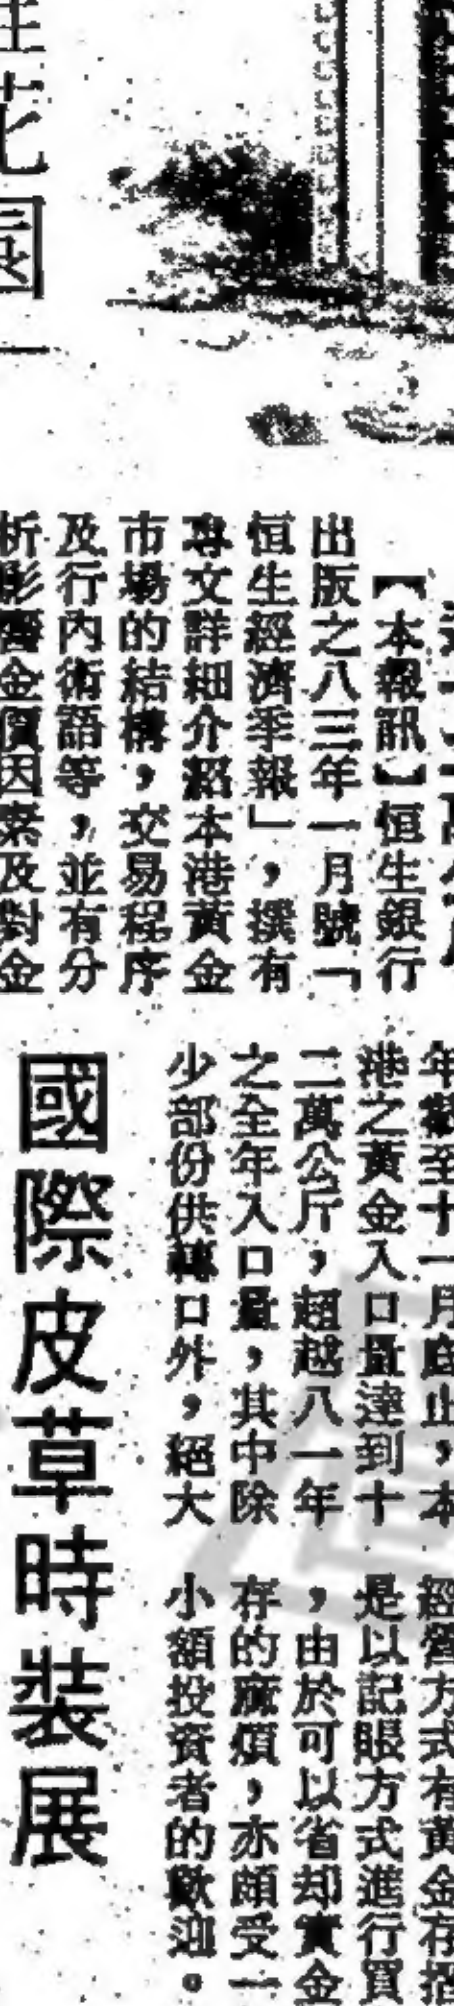 【本報訊】恒生銀行
出版之八三年一月號「
恒生經濟季報」，撰有
專文詳細介紹本港黃金
市場的結構，交易程序
及行內術語等，並有分
析影響金價因素及對金
年截至十一月底止，本
港之黃金入口量達到十
二萬公斤，超越八一年
之全年入口量，其中除
少部份供轉口外，絕大
經營方式有黃金存摺
是以記賬方式進行買
，由於可以省却實金
存的麻煩，亦頗受一
小額投資者的歡迎。
國際皮草時裝展
花園